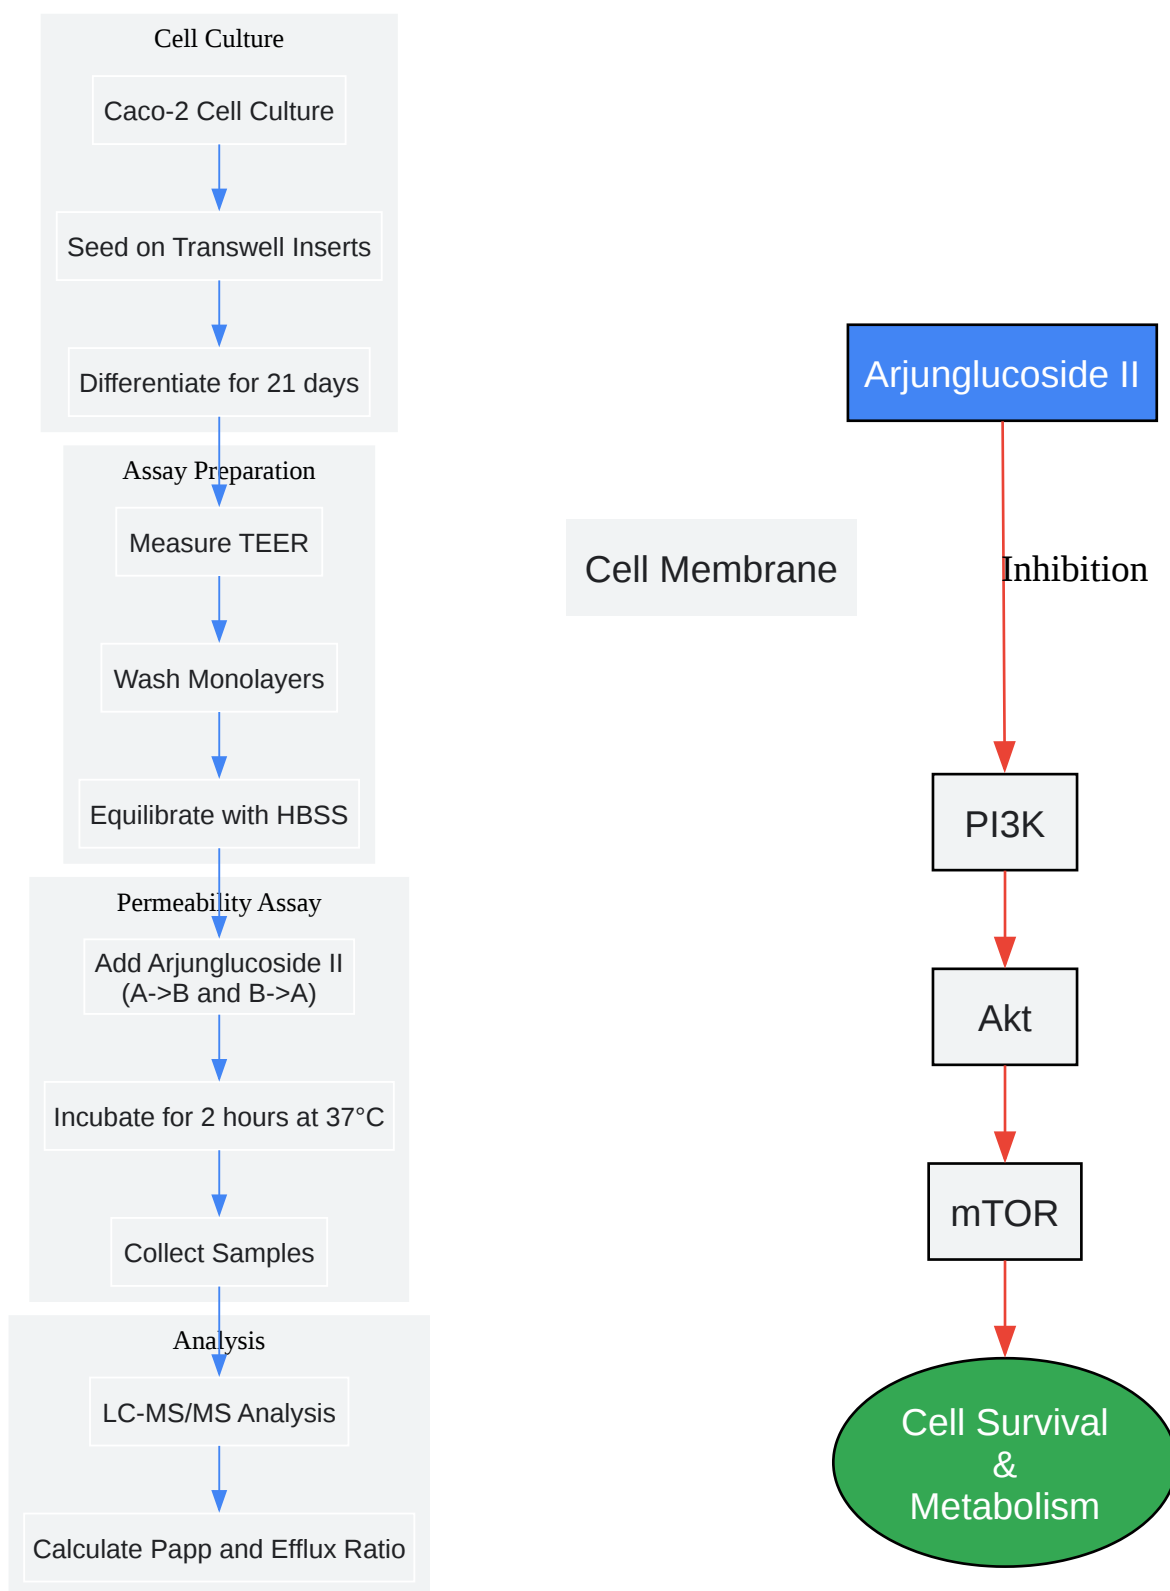 Cell Culture
Caco-2 Cell Culture
Seed on Transwell Inserts
Differentiate for 21 days
Assay Preparation
Measure TEER
Wash Monolayers
Equilibrate with HBSS
Permeability Assay
Add Arjunglucoside II
(A->B and B->A)
Incubate for 2 hours at 37°C
Collect Samples
Analysis
LC-MS/MS Analysis
Calculate Papp and Efflux Ratio
Arjunglucoside II
Cell Membrane
Inhibition
PI3K
Akt
mTOR
Cell Survival
&
Metabolism